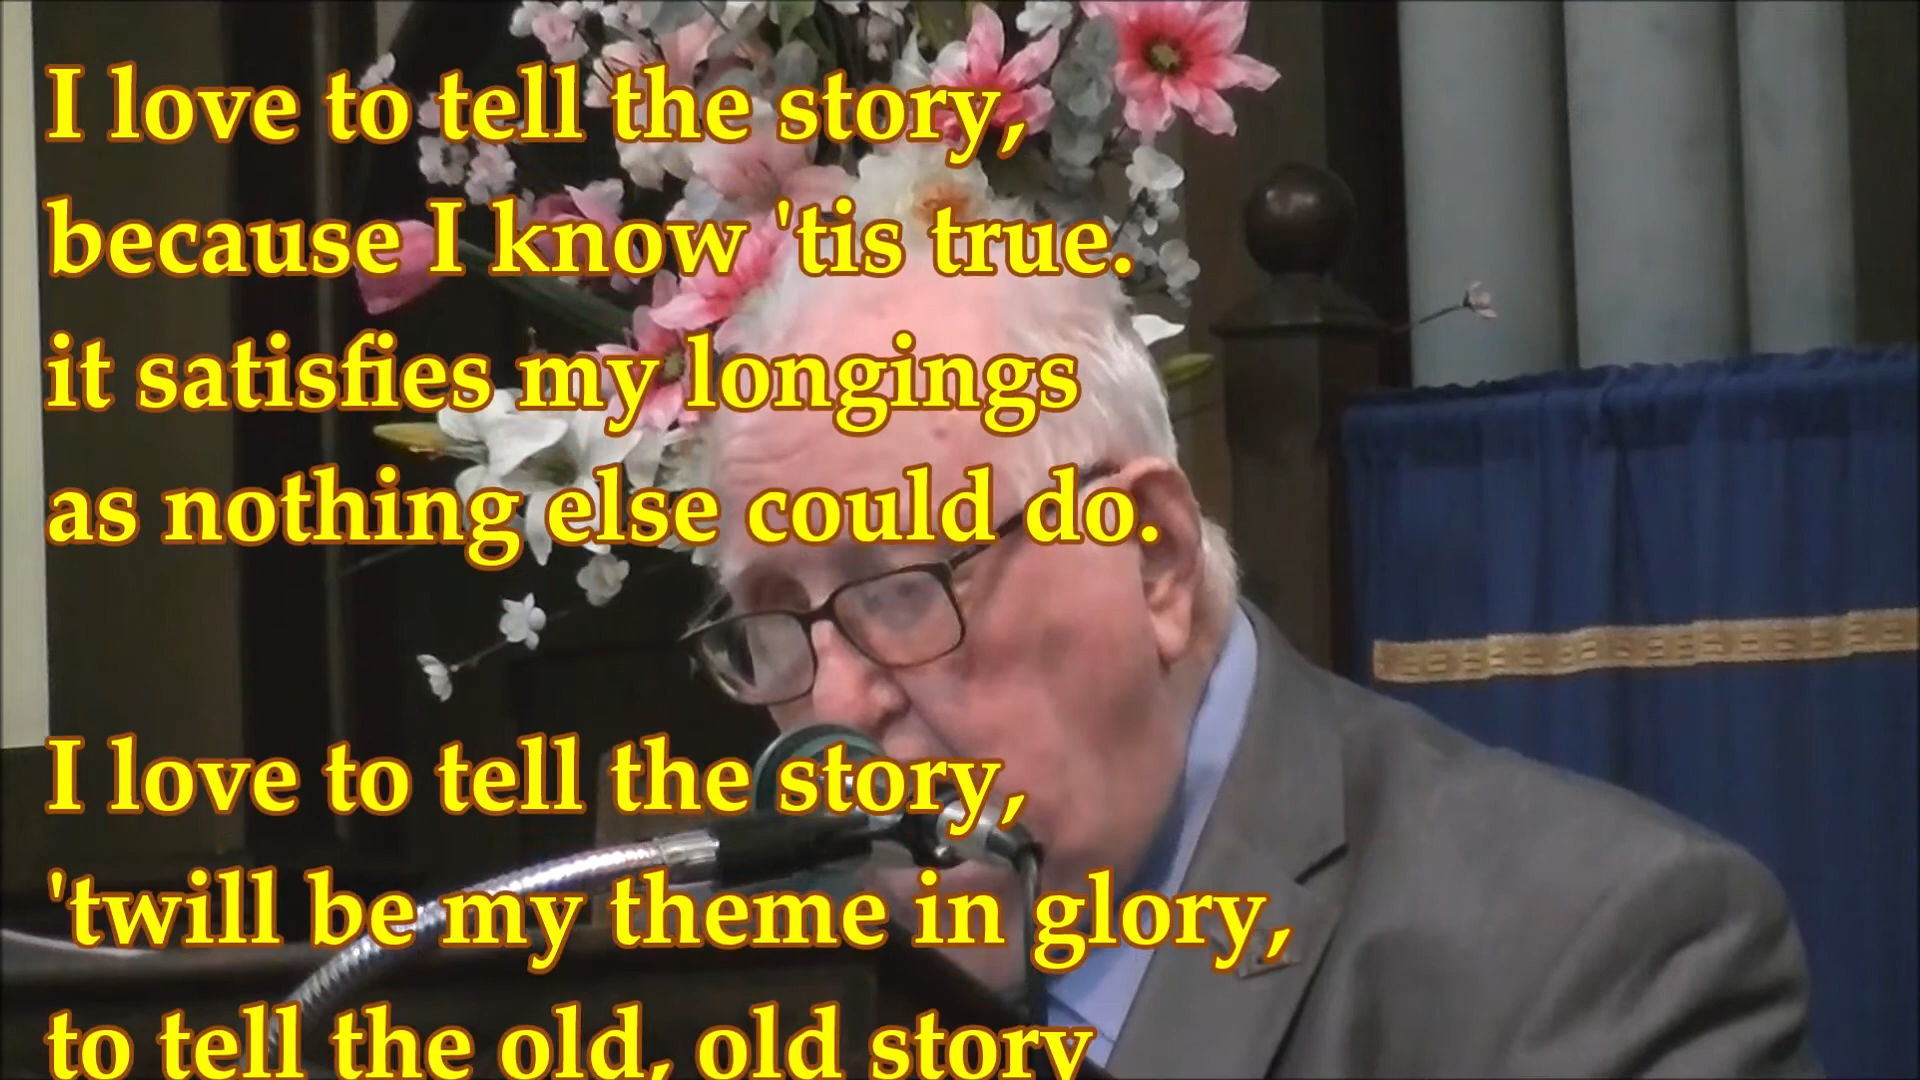 I love to tell the story,
because I know 'tis true.
it satisfies my longings
as nothing else could do.
I love to tell the story,
'twill be my theme in glory,
to tell the old, old story